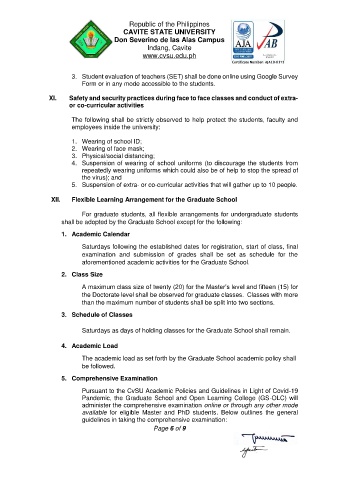 Republic of the Philippines
CAVITE STATE UNIVERSITY
Don Severino de las Alas Campus
Indang, Cavite
www.cvsu.edu.ph
AJA
PAB
3. Student evaluation of teachers (SET) shall be done online using Google Survey
Form or in any mode accessible to the students.
XI. Safety and security practices during face to face classes and conduct of extra-
or co-curricular activities
The following shall be strictly observed to help protect the students, faculty and
employees inside the university:
1. Wearing of school ID;
2. Wearing of face mask;
3. Physical/social distancing;
4. Suspension of wearing of school uniforms (to discourage the students from
repeatedly wearing uniforms which could also be of help to stop the spread of
the virus); and
5. Suspension of extra- or co-curricular activities that will gather up to 10 people.
XII. Flexible Learning Arrangement for the Graduate School
For graduate students, all flexible arrangements for undergraduate students
shall be adopted by the Graduate School except for the following:
1. Academic Calendar
Saturdays following the established dates for registration, start of class, final
examination and submission of grades shall be set as schedule for the
aforementioned academic activities for the Graduate School.
2. Class Size
A maximum class size of twenty (20) for the Master's level and fifteen (15) for
the Doctorate level shall be observed for graduate classes. Classes with more
than the maximum number of students shall be split into two sections.
3. Schedule of Classes
Saturdays as days of holding classes for the Graduate School shall remain.
4. Academic Load
The academic load as set forth by the Graduate School academic policy shall
be followed.
5. Comprehensive Examination
Pursuant to the CvSU Academic Policies and Guidelines in Light of Covid-19
Pandemic, the Graduate School and Open Learning College (GS-OLC) will
administer the comprehensive examination online or through any other mode
available for eligible Master and PhD students. Below outlines the general
guidelines in taking the comprehensive examination:
Page 6 of 9